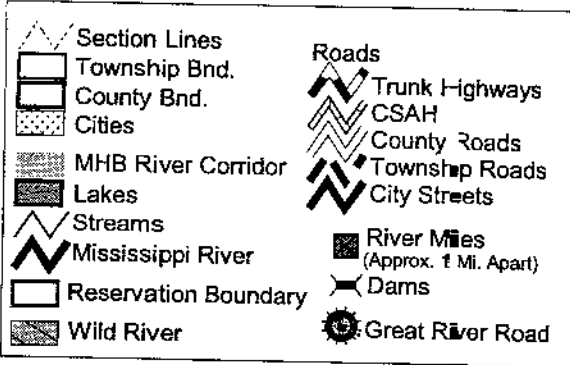 Section Lines
Township Bnd.
County Bnd.
Cities
MHB River Corridor
Lakes
Streams
Mississippi River
Reservation Boundary
Wild River
Roads
Trunk Highways
CSAH
County Roads
Township Roads
City Streets
River Miles
(Approx. 1 Mi. Apart)
Dams
Great River Road